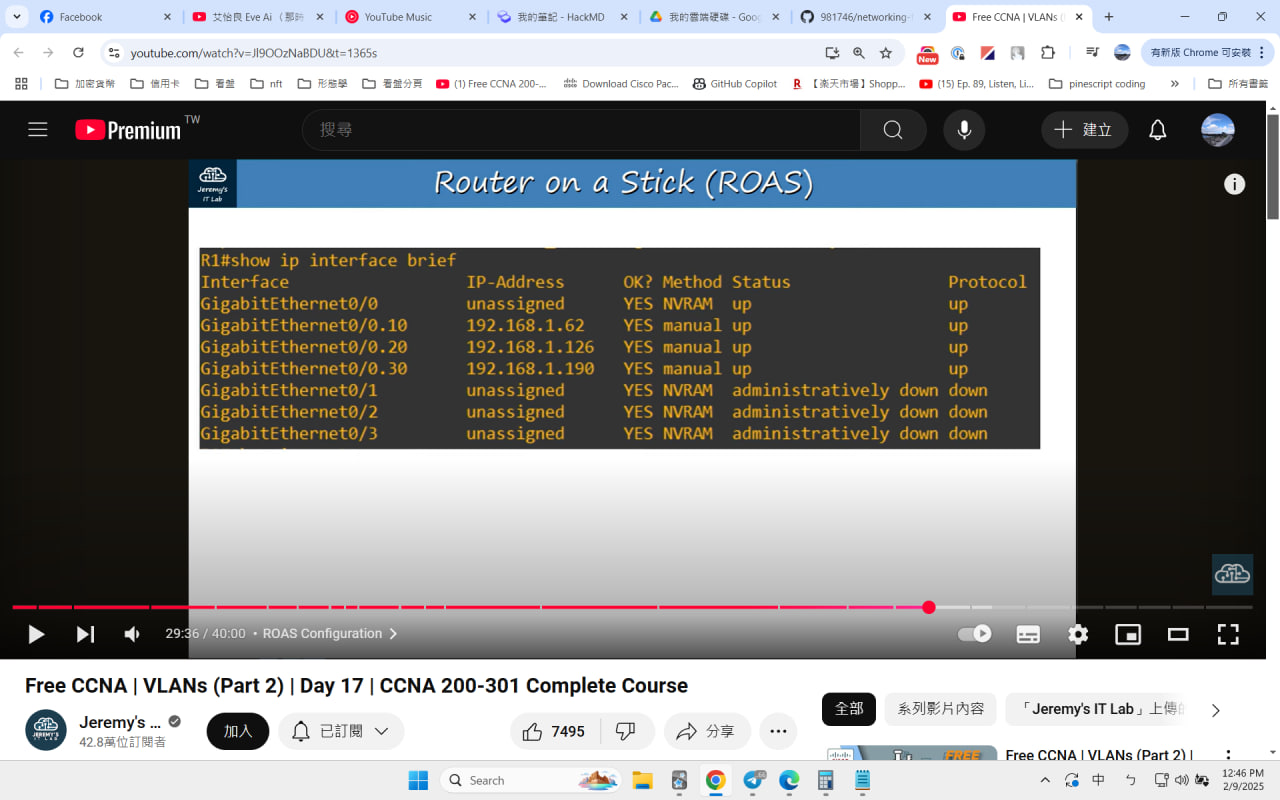 Facebook
艾怡良 Eve Ai （那時
YouTube Music
我的筆記 - HackMD
我的雲端硬碟 - Goo
981746/networking-
Free CCNA | VLANs (
youtube.com/watch?v=Jl9OOzNaBDU&t=1365s
New
有新版 Chrome 可安裝
加密貨幣
信用卡
看盤
nft
形態學
看盤分頁
(1) Free CCNA 200-...
Download Cisco Pac...
GitHub Copilot
R 【楽天市場】Shopp...
(15) Ep. 89, Listen, Li...
pinescript coding
»
所有書籤
Premium TW
搜尋
建立
Jeremy's
IT Lab
Router on a Stick (ROAS)
R1#show ip interface brief
Interface IP-Address OK? Method Status Protocol
GigabitEthernet0/0 unassigned YES NVRAM up up
GigabitEthernet0/0.10 192.168.1.62 YES manual up up
GigabitEthernet0/0.20 192.168.1.126 YES manual up up
GigabitEthernet0/0.30 192.168.1.190 YES manual up up
GigabitEthernet0/1 unassigned YES NVRAM administratively down down
GigabitEthernet0/2 unassigned YES NVRAM administratively down down
GigabitEthernet0/3 unassigned YES NVRAM administratively down down
29:36 / 40:00 • ROAS Configuration
Free CCNA | VLANs (Part 2) | Day 17 | CCNA 200-301 Complete Course
JEREMY'S
IT LAB
Jeremy's ...
42.8萬位訂閱者
加入
已訂閱
7495
分享
全部
系列影片內容
「Jeremy's IT Lab」上傳的
FREE
Free CCNA | VLANs (Part 2) |
Search
中
12:46 PM
2/9/2025